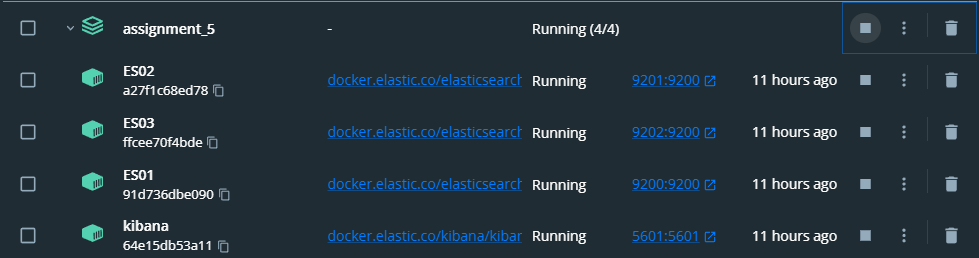 assignment_5 - Running (4/4)
ES02 docker.elastic.co/elasticsearch Running 9201:9200 11 hours ago
a27f1c68ed78
ES03 docker.elastic.co/elasticsearch Running 9202:9200 11 hours ago
ffcee70f4bde
ES01 docker.elastic.co/elasticsearch Running 9200:9200 11 hours ago
91d736dbe090
kibana docker.elastic.co/kibana/kibar Running 5601:5601 11 hours ago
64e15db53a11